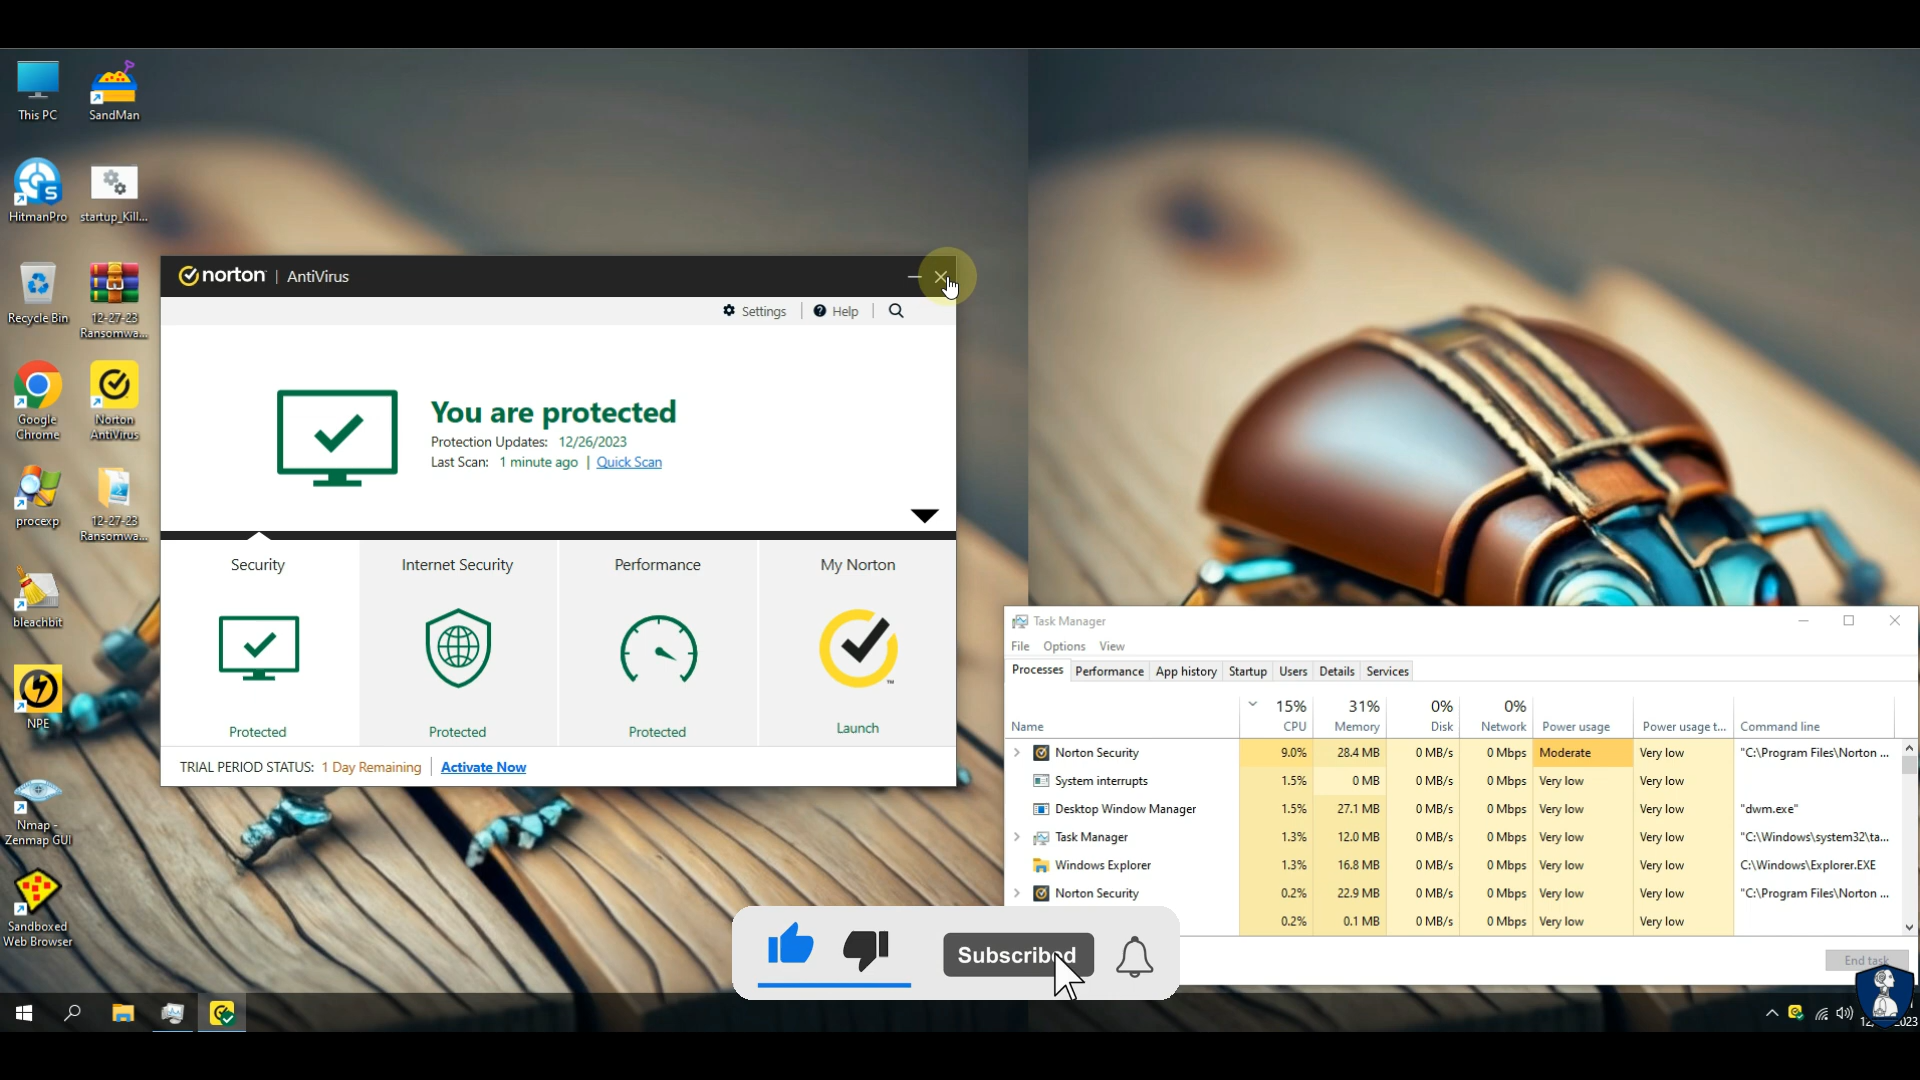 This PC
SandMan
HitmanPro
startup_Kill...
Recycle Bin
12-27-23
Ransomwa...
Google
Chrome
Norton
AntiVirus
procexp
12-27-23
Ransomwa...
bleachbit
NPE
Nmap -
Zenmap GUI
Sandboxed
Web Browser
norton | AntiVirus
Settings | Help
You are protected
Protection Updates: 12/26/2023
Last Scan: 1 minute ago | Quick Scan
Security
Internet Security
Performance
My Norton
Protected
Protected
Protected
Launch
TRIAL PERIOD STATUS: 1 Day Remaining | Activate Now
Task Manager
File Options View
Processes Performance App history Startup Users Details Services
15% 31% 0% 0%
Name CPU Memory Disk Network Power usage Power usage t... Command line
Norton Security 9.0% 28.4 MB 0 MB/s 0 Mbps Moderate Very low "C:\Program Files\Norton ...
System interrupts 1.5% 0 MB 0 MB/s 0 Mbps Very low Very low
Desktop Window Manager 1.5% 27.1 MB 0 MB/s 0 Mbps Very low Very low "dwm.exe"
Task Manager 1.3% 12.0 MB 0 MB/s 0 Mbps Very low Very low "C:\Windows\system32\ta...
Windows Explorer 1.3% 16.8 MB 0 MB/s 0 Mbps Very low Very low C:\Windows\Explorer.EXE
Norton Security 0.2% 22.9 MB 0 MB/s 0 Mbps Very low Very low "C:\Program Files\Norton ...
0.2% 0.1 MB 0 MB/s 0 Mbps Very low Very low
End task
Subscribed